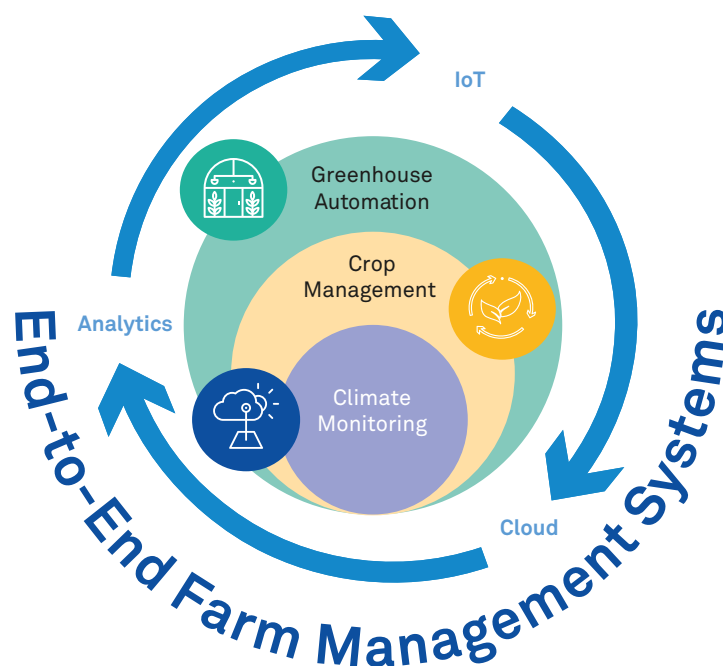 IoT
Greenhouse
Automation
Crop
Management
Analytics
Climate
Monitoring
Cloud
End-to-End Farm Management Systems